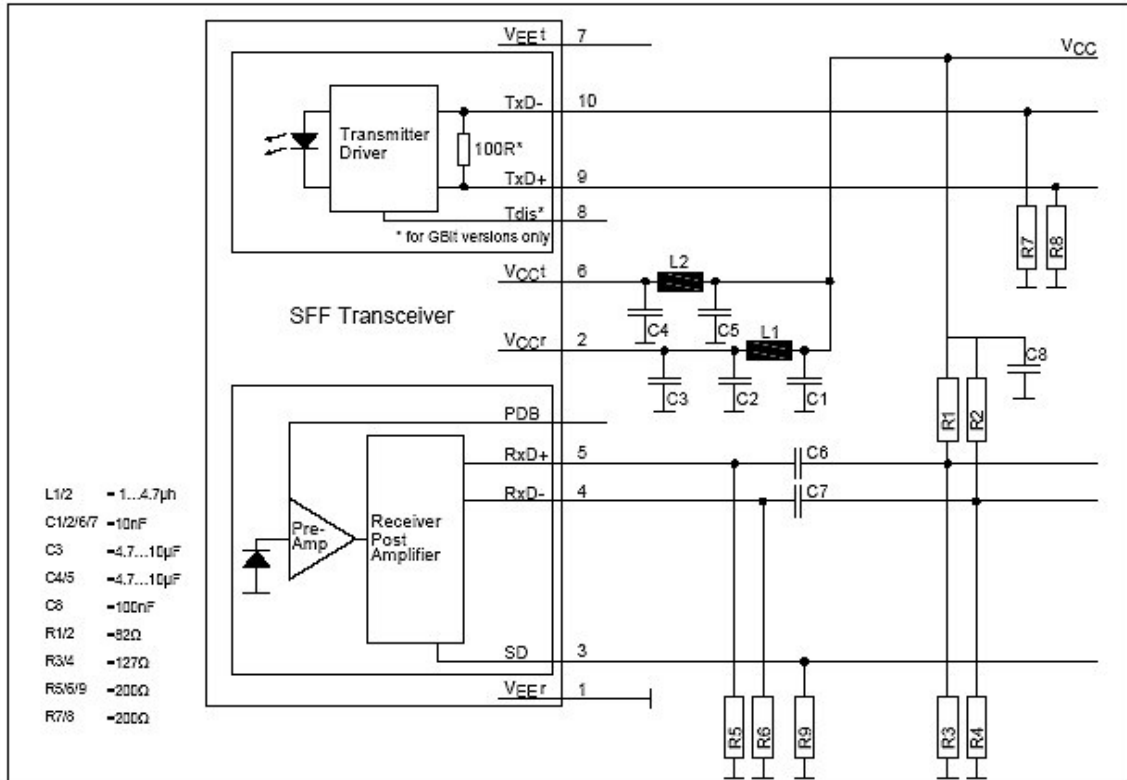 VEEt 7
VCC
TxD- 10
Transmitter
Driver
100R*
TxD+ 9
Tdis* 8
* for GBit versions only
R7
R8
VCCt 6
L2
SFF Transceiver
C4
C5
L1
VCCr 2
C3
C2
C1
C8
R1
R2
PDB
RxD+ 5
C6
RxD- 4
C7
Pre-
Amp
Receiver
Post
Amplifier
SD 3
VEEr 1
R5
R6
R9
R3
R4
L1/2 =1...4.7µh
C1/2/6/7 =10nF
C3 =4.7...10µF
C4/5 =4.7...10µF
C8 =100nF
R1/2 =82Ω
R3/4 =127Ω
R5/6/9 =200Ω
R7/8 =200Ω